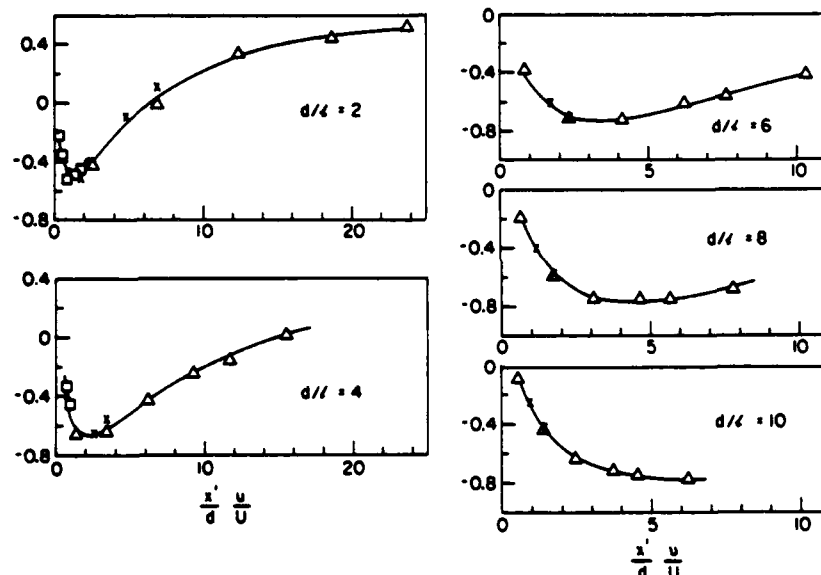 0.4
0
-0.4
-0.8
d/ℓ = 2
0 10 20
0.4
0
-0.4
-0.8
d/ℓ = 4
0 10 20
x' u
d U
-0
-0.4
-0.8
d/ℓ = 6
0 5 10
0
-0.4
-0.8
d/ℓ = 8
0 5 10
0
-0.4
-0.8
d/ℓ = 10
0 5 10
x' u
d U